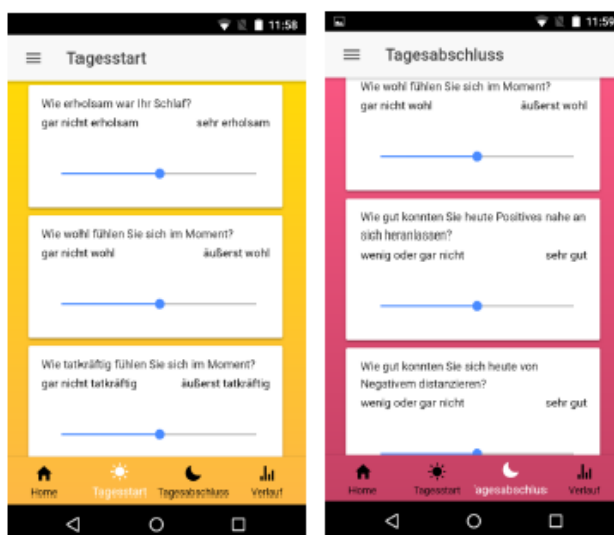 11:58
Tagesstart
Wie erholsam war Ihr Schlaf?
gar nicht erholsam sehr erholsam
Wie wohl fühlen Sie sich im Moment?
gar nicht wohl äußerst wohl
Wie tatkräftig fühlen Sie sich im Moment?
gar nicht tatkräftig äußerst tatkräftig
Home Tagesstart Tagesabschluss Verlauf
11:59
Tagesabschluss
Wie wohl fühlen Sie sich im Moment?
gar nicht wohl äußerst wohl
Wie gut konnten Sie heute Positives nahe an
sich heranlassen?
wenig oder gar nicht sehr gut
Wie gut konnten Sie sich heute von
Negativem distanzieren?
wenig oder gar nicht sehr gut
Home Tagesstart agesabschlus Verlauf